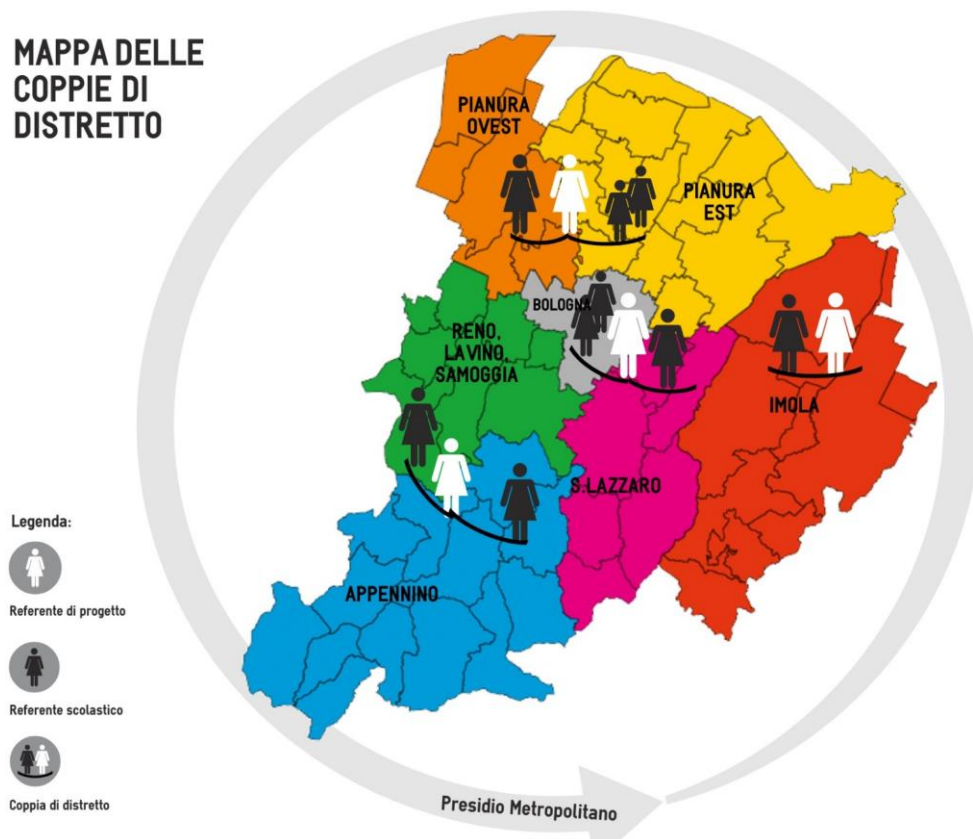 MAPPA DELLE
COPPIE DI
DISTRETTO
PIANURA
OVEST
PIANURA
EST
BOLOGNA
RENO,
LAVINO,
SAMOGGIA
IMOLA
S.LAZZARO
APPENNINO
Legenda:
Referente di progetto
Referente scolastico
Coppia di distretto
Presidio Metropolitano